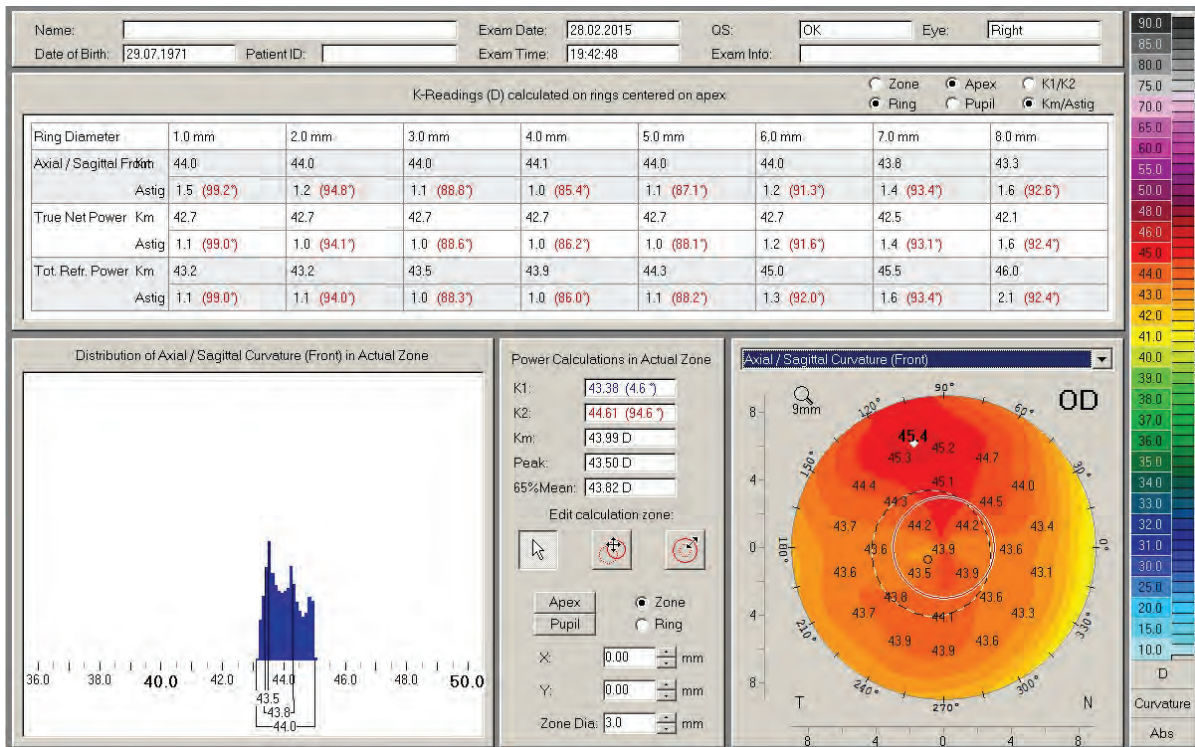 Name: Exam Date: 28.02.2015 QS: OK Eye: Right
Date of Birth: 29.07.1971 Patient ID: Exam Time: 19:42:48 Exam Info:
K-Readings (D) calculated on rings centered on apex
Zone Apex K1/K2
Ring Pupil Km/Astig
Ring Diameter 1.0 mm 2.0 mm 3.0 mm 4.0 mm 5.0 mm 6.0 mm 7.0 mm 8.0 mm
Axial / Sagittal Front Km 44.0 44.0 44.0 44.1 44.0 44.0 43.8 43.3
Astig 1.5 (99.2°) 1.2 (94.8°) 1.1 (88.8°) 1.0 (85.4°) 1.1 (87.1°) 1.2 (91.3°) 1.4 (93.4°) 1.6 (92.6°)
True Net Power Km 42.7 42.7 42.7 42.7 42.7 42.7 42.5 42.1
Astig 1.1 (99.0°) 1.0 (94.1°) 1.0 (88.6°) 1.0 (86.2°) 1.0 (88.1°) 1.2 (91.6°) 1.4 (93.1°) 1.6 (92.4°)
Tot. Refr. Power Km 43.2 43.2 43.5 43.9 44.3 45.0 45.5 46.0
Astig 1.1 (99.0°) 1.1 (94.0°) 1.0 (88.3°) 1.0 (86.0°) 1.1 (88.2°) 1.3 (92.0°) 1.6 (93.4°) 2.1 (92.4°)
Distribution of Axial / Sagittal Curvature (Front) in Actual Zone
36.0 38.0 40.0 42.0 44.0 46.0 48.0 50.0
43.5
43.8
44.0
Power Calculations in Actual Zone
K1: 43.38 (4.6 °)
K2: 44.61 (94.6 °)
Km: 43.99 D
Peak: 43.50 D
65%Mean: 43.82 D
Edit calculation zone:
Apex Zone
Pupil Ring
X: 0.00 mm
Y: 0.00 mm
Zone Dia: 3.0 mm
Axial / Sagittal Curvature (Front)
9mm
OD
90°
120° 60°
150° 30°
180° 0°
210° 330°
240° 300°
270°
45.4
45.3 45.2 44.7
44.4 45.1 44.0
44.3 44.5
43.7 44.2 44.2 43.4
43.6 43.9 43.6
43.6 43.5 43.9 43.1
43.8 43.6
43.7 44.1 43.3
43.9 43.9 43.6
8
4
0
4
8
T N
8 4 0 4 8
90.0
85.0
80.0
75.0
70.0
65.0
60.0
55.0
50.0
48.0
46.0
45.0
44.0
43.0
42.0
41.0
40.0
39.0
38.0
37.0
36.0
35.0
34.0
33.0
32.0
31.0
30.0
25.0
20.0
15.0
10.0
D
Curvature
Abs